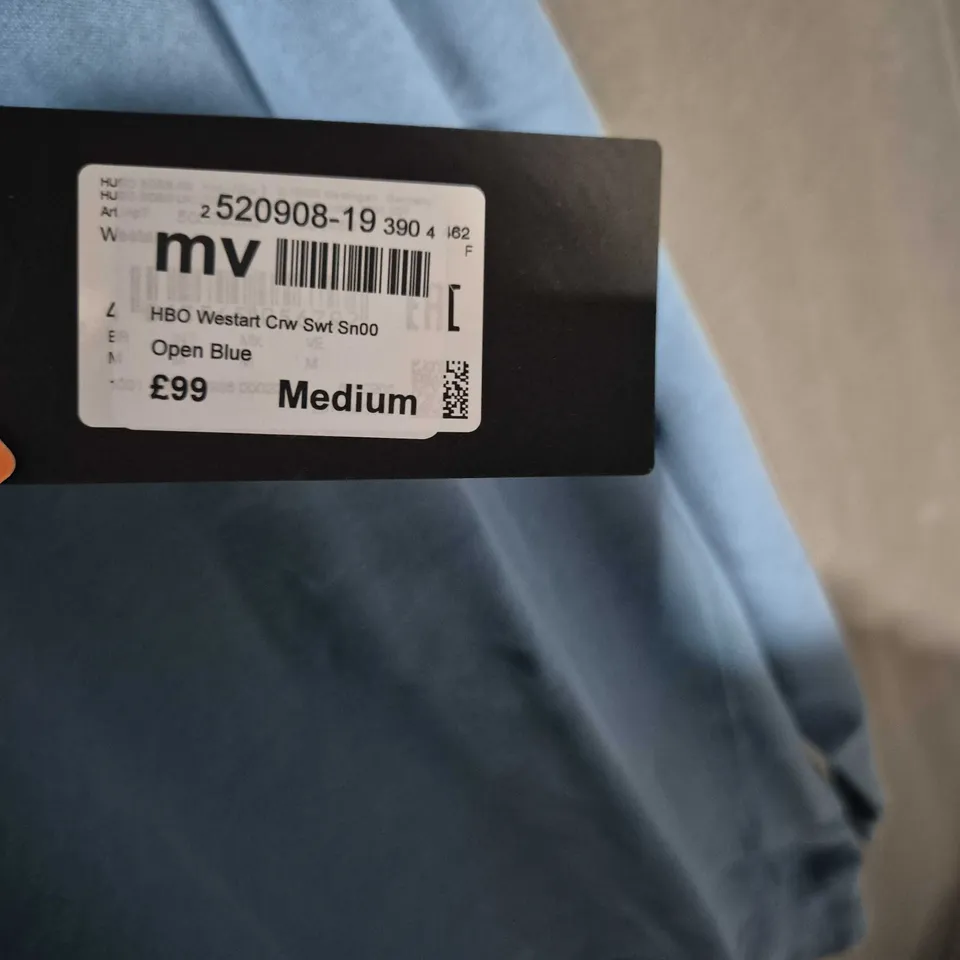 2 520908-19 390 4
462
F
mv
HBO Westart Crw Swt Sn00
Open Blue
£99 Medium